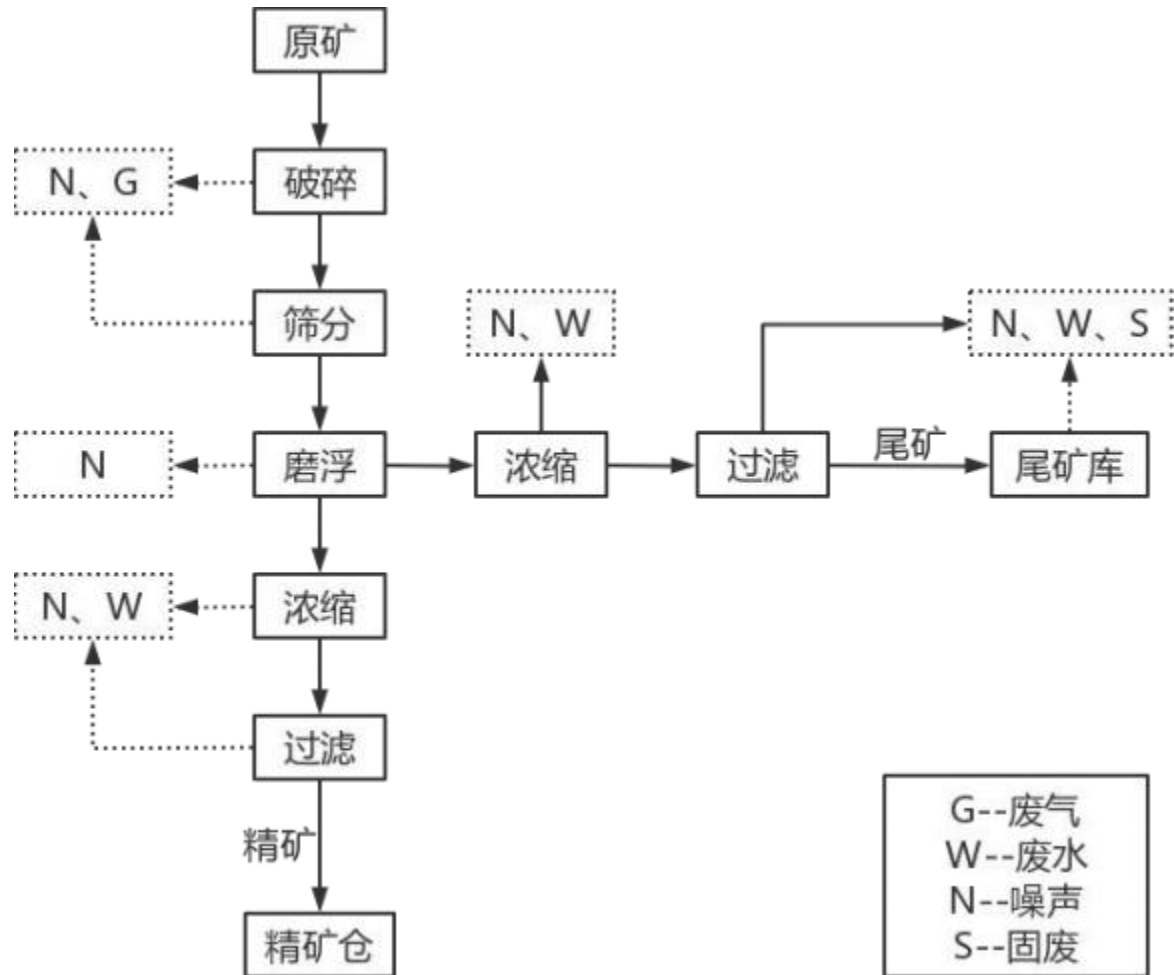 原矿
N、G
破碎
筛分
N、W
N、W、S
N
磨浮
浓缩
过滤
尾矿
尾矿库
N、W
浓缩
过滤
精矿
精矿仓
G--废气
W--废水
N--噪声
S--固废